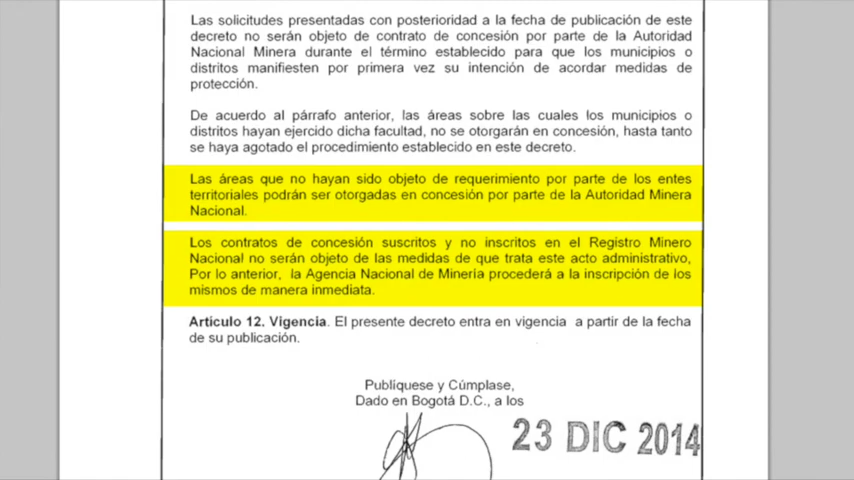 Las solicitudes presentadas con posterioridad a la fecha de publicación de este
decreto no serán objeto de contrato de concesión por parte de la Autoridad
Nacional Minera durante el término establecido para que los municipios o
distritos manifiesten por primera vez su intención de acordar medidas de
protección.
De acuerdo al párrafo anterior, las áreas sobre las cuales los municipios o
distritos hayan ejercido dicha facultad, no se otorgarán en concesión, hasta tanto
se haya agotado el procedimiento establecido en este decreto.
Las áreas que no hayan sido objeto de requerimiento por parte de los entes
territoriales podrán ser otorgadas en concesión por parte de la Autoridad Minera
Nacional.
Los contratos de concesión suscritos y no inscritos en el Registro Minero
Nacional no serán objeto de las medidas de que trata este acto administrativo,
Por lo anterior, la Agencia Nacional de Minería procederá a la inscripción de los
mismos de manera inmediata.
Artículo 12. Vigencia. El presente decreto entra en vigencia a partir de la fecha
de su publicación.
Publíquese y Cúmplase,
Dado en Bogotá D.C., a los
23 DIC 2014